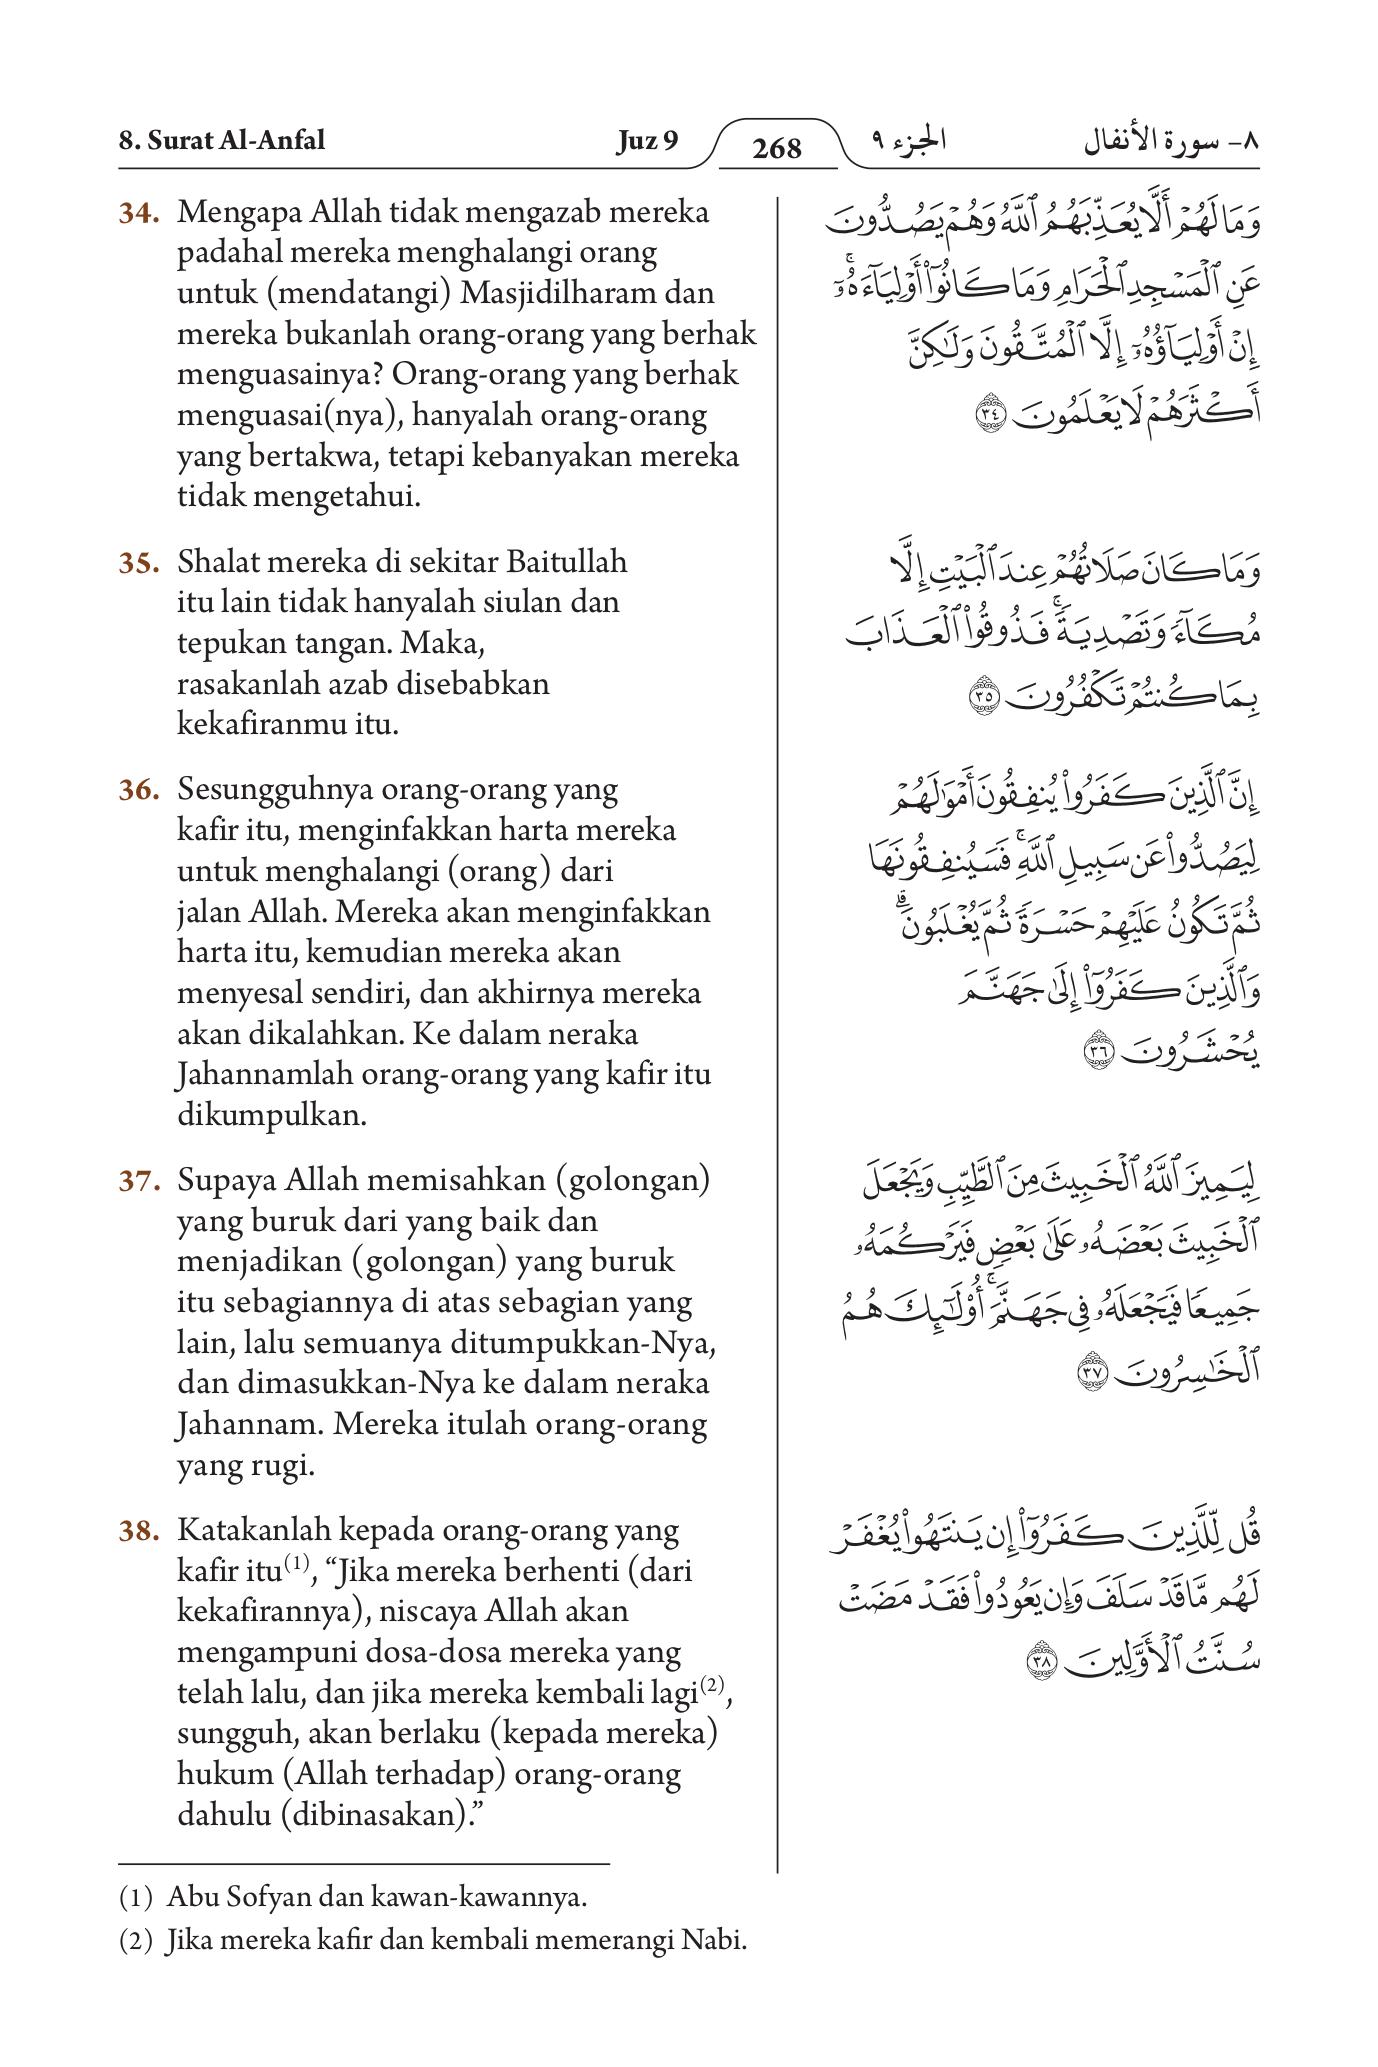 8. Surat Al-Anfal
Juz 9
268
الجزء ٩
٨- سورة الأنفال
34. Mengapa Allah tidak mengazab mereka
padahal mereka menghalangi orang
untuk (mendatangi) Masjidilharam dan
mereka bukanlah orang-orang yang berhak
menguasainya? Orang-orang yang berhak
menguasai(nya), hanyalah orang-orang
yang bertakwa, tetapi kebanyakan mereka
tidak mengetahui.
35. Shalat mereka di sekitar Baitullah
itu lain tidak hanyalah siulan dan
tepukan tangan. Maka,
rasakanlah azab disebabkan
kekafiranmu itu.
36. Sesungguhnya orang-orang yang
kafir itu, menginfakkan harta mereka
untuk menghalangi (orang) dari
jalan Allah. Mereka akan menginfakkan
harta itu, kemudian mereka akan
menyesal sendiri, dan akhirnya mereka
akan dikalahkan. Ke dalam neraka
Jahannamlah orang-orang yang kafir itu
dikumpulkan.
37. Supaya Allah memisahkan (golongan)
yang buruk dari yang baik dan
menjadikan (golongan) yang buruk
itu sebagiannya di atas sebagian yang
lain, lalu semuanya ditumpukkan-Nya,
dan dimasukkan-Nya ke dalam neraka
Jahannam. Mereka itulah orang-orang
yang rugi.
38. Katakanlah kepada orang-orang yang
kafir itu(1), “Jika mereka berhenti (dari
kekafirannya), niscaya Allah akan
mengampuni dosa-dosa mereka yang
telah lalu, dan jika mereka kembali lagi(2),
sungguh, akan berlaku (kepada mereka)
hukum (Allah terhadap) orang-orang
dahulu (dibinasakan).”
(1) Abu Sofyan dan kawan-kawannya.
(2) Jika mereka kafir dan kembali memerangi Nabi.
وَمَا لَهُمۡ أَلَّا يُعَذِّبَهُمُ ٱللَّهُ وَهُمۡ يَصُدُّونَ
عَنِ ٱلۡمَسۡجِدِ ٱلۡحَرَامِ وَمَا كَانُوٓاْ أَوۡلِيَآءَهُۥٓۚ
إِنۡ أَوۡلِيَآؤُهُۥٓ إِلَّا ٱلۡمُتَّقُونَ وَلَٰكِنَّ
أَكۡثَرَهُمۡ لَا يَعۡلَمُونَ ٣٤
وَمَا كَانَ صَلَاتُهُمۡ عِندَ ٱلۡبَيۡتِ إِلَّا
مُكَآءٗ وَتَصۡدِيَةٗۚ فَذُوقُواْ ٱلۡعَذَابَ
بِمَا كُنتُمۡ تَكۡفُرُونَ ٣٥
إِنَّ ٱلَّذِينَ كَفَرُواْ يُنفِقُونَ أَمۡوَٰلَهُمۡ
لِيَصُدُّواْ عَن سَبِيلِ ٱللَّهِۚ فَسَيُنفِقُونَهَا
ثُمَّ تَكُونُ عَلَيۡهِمۡ حَسۡرَةٗ ثُمَّ يُغۡلَبُونَۗ
وَٱلَّذِينَ كَفَرُوٓاْ إِلَىٰ جَهَنَّمَ
يُحۡشَرُونَ ٣٦
لِيَمِيزَ ٱللَّهُ ٱلۡخَبِيثَ مِنَ ٱلطَّيِّبِ وَيَجۡعَلَ
ٱلۡخَبِيثَ بَعۡضَهُۥ عَلَىٰ بَعۡضٖ فَيَرۡكُمَهُۥ
جَمِيعٗا فَيَجۡعَلَهُۥ فِي جَهَنَّمَۚ أُوْلَٰٓئِكَ هُمُ
ٱلۡخَٰسِرُونَ ٣٧
قُل لِّلَّذِينَ كَفَرُوٓاْ إِن يَنتَهُواْ يُغۡفَرۡ
لَهُم مَّا قَدۡ سَلَفَ وَإِن يَعُودُواْ فَقَدۡ مَضَتۡ
سُنَّتُ ٱلۡأَوَّلِينَ ٣٨